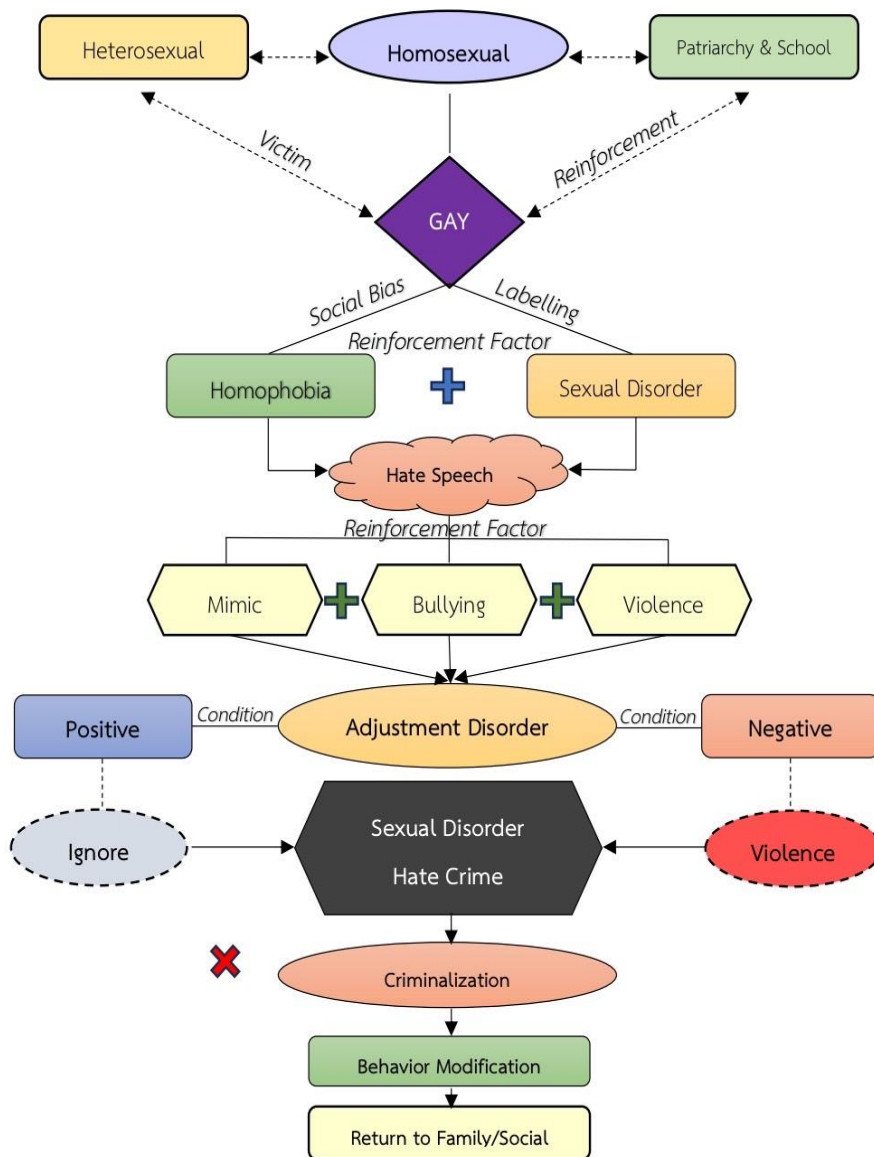 Heterosexual
Homosexual
Patriarchy & School
Victim
Reinforcement
GAY
Social Bias
Labelling
Reinforcement Factor
Homophobia
Sexual Disorder
Hate Speech
Reinforcement Factor
Mimic
Bullying
Violence
Positive
Condition
Adjustment Disorder
Condition
Negative
Ignore
Sexual Disorder
Hate Crime
Violence
Criminalization
Behavior Modification
Return to Family/Social